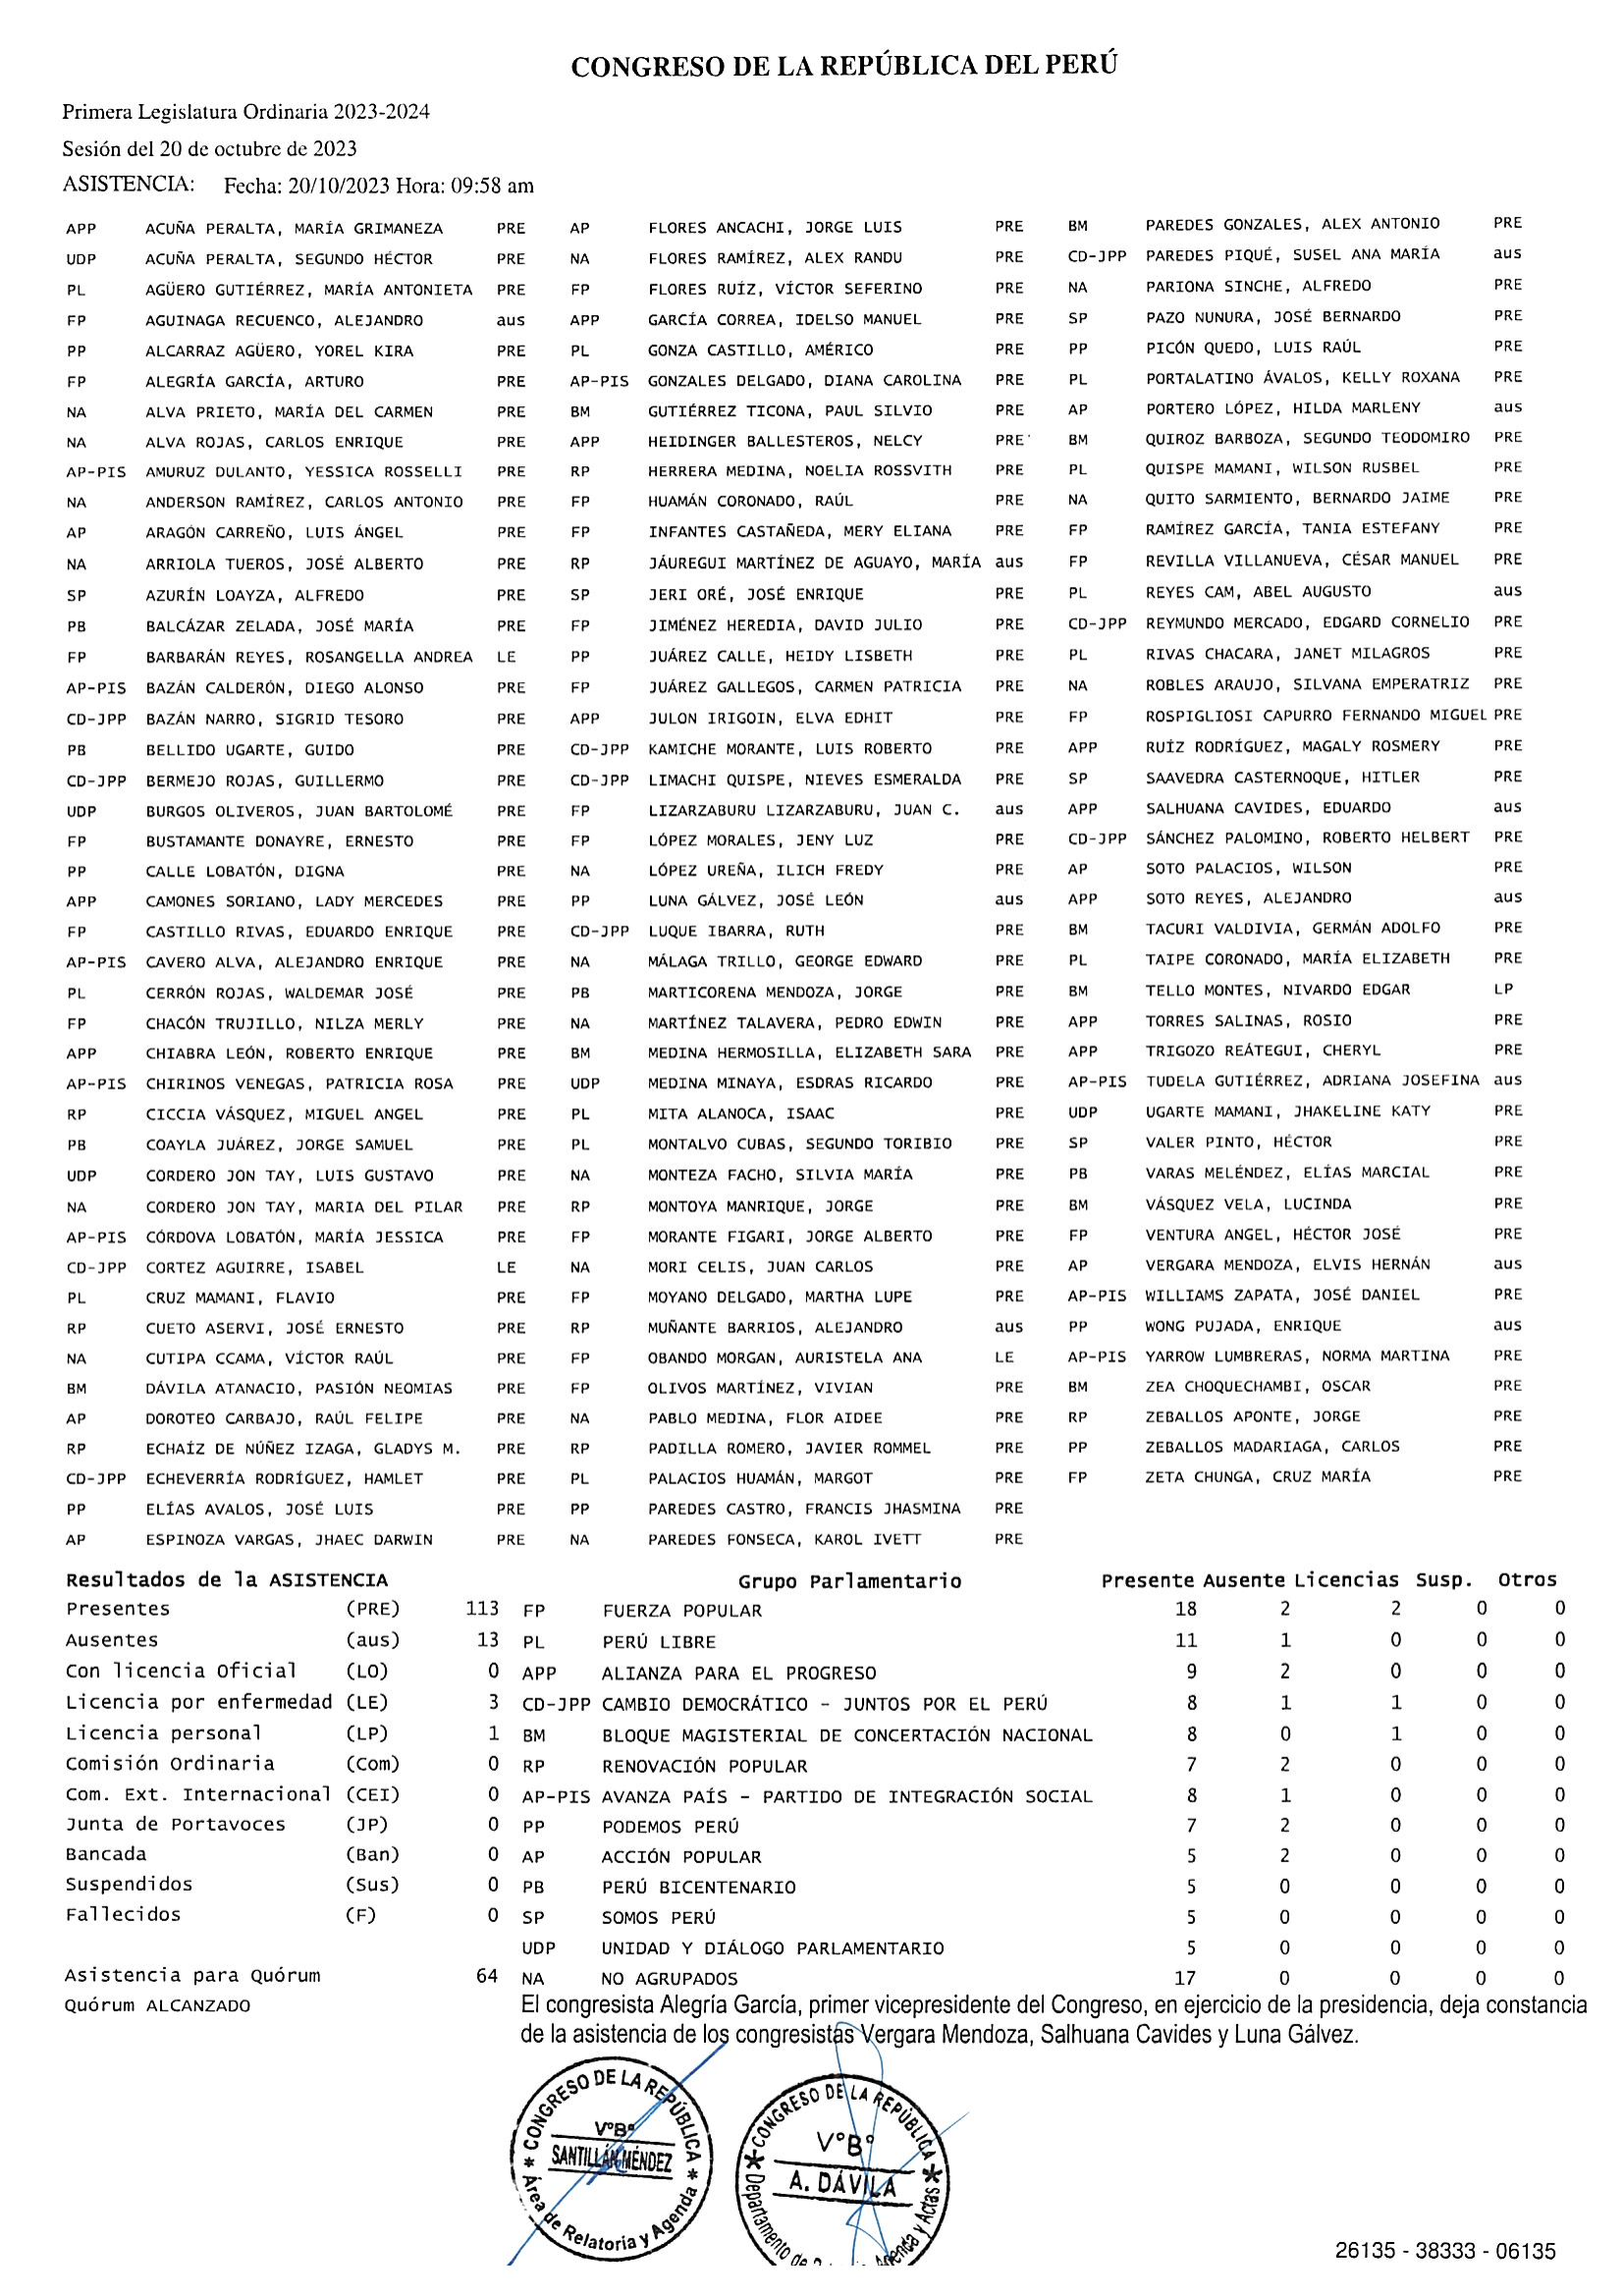 CONGRESO DE LA REPÚBLICA DEL PERÚ
Primera Legislatura Ordinaria 2023-2024
Sesión del 20 de octubre de 2023
ASISTENCIA: Fecha: 20/10/2023 Hora: 09:58 am
APP ACUÑA PERALTA, MARÍA GRIMANEZA PRE AP FLORES ANCACHI, JORGE LUIS PRE BM PAREDES GONZALES, ALEX ANTONIO PRE
UDP ACUÑA PERALTA, SEGUNDO HÉCTOR PRE NA FLORES RAMÍREZ, ALEX RANDU PRE CD-JPP PAREDES PIQUÉ, SUSEL ANA MARÍA aus
PL AGÜERO GUTIÉRREZ, MARÍA ANTONIETA PRE FP FLORES RUÍZ, VÍCTOR SEFERINO PRE NA PARIONA SINCHE, ALFREDO PRE
FP AGUINAGA RECUENCO, ALEJANDRO aus APP GARCÍA CORREA, IDELSO MANUEL PRE SP PAZO NUNURA, JOSÉ BERNARDO PRE
PP ALCARRAZ AGÜERO, YOREL KIRA PRE PL GONZA CASTILLO, AMÉRICO PRE PP PICÓN QUEDO, LUIS RAÚL PRE
FP ALEGRÍA GARCÍA, ARTURO PRE AP-PIS GONZALES DELGADO, DIANA CAROLINA PRE PL PORTALATINO ÁVALOS, KELLY ROXANA PRE
NA ALVA PRIETO, MARÍA DEL CARMEN PRE BM GUTIÉRREZ TICONA, PAUL SILVIO PRE AP PORTERO LÓPEZ, HILDA MARLENY aus
NA ALVA ROJAS, CARLOS ENRIQUE PRE APP HEIDINGER BALLESTEROS, NELCY PRE BM QUIROZ BARBOZA, SEGUNDO TEODOMIRO PRE
AP-PIS AMURUZ DULANTO, YESSICA ROSSELLI PRE RP HERRERA MEDINA, NOELIA ROSSVITH PRE PL QUISPE MAMANI, WILSON RUSBEL PRE
NA ANDERSON RAMÍREZ, CARLOS ANTONIO PRE FP HUAMÁN CORONADO, RAÚL PRE NA QUITO SARMIENTO, BERNARDO JAIME PRE
AP ARAGÓN CARREÑO, LUIS ÁNGEL PRE FP INFANTES CASTAÑEDA, MERY ELIANA PRE FP RAMÍREZ GARCÍA, TANIA ESTEFANY PRE
NA ARRIOLA TUEROS, JOSÉ ALBERTO PRE RP JÁUREGUI MARTÍNEZ DE AGUAYO, MARÍA aus FP REVILLA VILLANUEVA, CÉSAR MANUEL PRE
SP AZURÍN LOAYZA, ALFREDO PRE SP JERI ORÉ, JOSÉ ENRIQUE PRE PL REYES CAM, ABEL AUGUSTO aus
PB BALCÁZAR ZELADA, JOSÉ MARÍA PRE FP JIMÉNEZ HEREDIA, DAVID JULIO PRE CD-JPP REYMUNDO MERCADO, EDGARD CORNELIO PRE
FP BARBARÁN REYES, ROSANGELLA ANDREA LE PP JUÁREZ CALLE, HEIDY LISBETH PRE PL RIVAS CHACARA, JANET MILAGROS PRE
AP-PIS BAZÁN CALDERÓN, DIEGO ALONSO PRE FP JUÁREZ GALLEGOS, CARMEN PATRICIA PRE NA ROBLES ARAUJO, SILVANA EMPERATRIZ PRE
CD-JPP BAZÁN NARRO, SIGRID TESORO PRE APP JULON IRIGOIN, ELVA EDHIT PRE FP ROSPIGLIOSI CAPURRO FERNANDO MIGUEL PRE
PB BELLIDO UGARTE, GUIDO PRE CD-JPP KAMICHE MORANTE, LUIS ROBERTO PRE APP RUÍZ RODRÍGUEZ, MAGALY ROSMERY PRE
CD-JPP BERMEJO ROJAS, GUILLERMO PRE CD-JPP LIMACHI QUISPE, NIEVES ESMERALDA PRE SP SAAVEDRA CASTERNOQUE, HITLER PRE
UDP BURGOS OLIVEROS, JUAN BARTOLOMÉ PRE FP LIZARZABURU LIZARZABURU, JUAN C. aus APP SALHUANA CAVIDES, EDUARDO aus
FP BUSTAMANTE DONAYRE, ERNESTO PRE FP LÓPEZ MORALES, JENY LUZ PRE CD-JPP SÁNCHEZ PALOMINO, ROBERTO HELBERT PRE
PP CALLE LOBATÓN, DIGNA PRE NA LÓPEZ UREÑA, ILICH FREDY PRE AP SOTO PALACIOS, WILSON PRE
APP CAMONES SORIANO, LADY MERCEDES PRE PP LUNA GÁLVEZ, JOSÉ LEÓN aus APP SOTO REYES, ALEJANDRO aus
FP CASTILLO RIVAS, EDUARDO ENRIQUE PRE CD-JPP LUQUE IBARRA, RUTH PRE BM TACURI VALDIVIA, GERMÁN ADOLFO PRE
AP-PIS CAVERO ALVA, ALEJANDRO ENRIQUE PRE NA MÁLAGA TRILLO, GEORGE EDWARD PRE PL TAIPE CORONADO, MARÍA ELIZABETH PRE
PL CERRÓN ROJAS, WALDEMAR JOSÉ PRE PB MARTICORENA MENDOZA, JORGE PRE BM TELLO MONTES, NIVARDO EDGAR LP
FP CHACÓN TRUJILLO, NILZA MERLY PRE NA MARTÍNEZ TALAVERA, PEDRO EDWIN PRE APP TORRES SALINAS, ROSIO PRE
APP CHIABRA LEÓN, ROBERTO ENRIQUE PRE BM MEDINA HERMOSILLA, ELIZABETH SARA PRE APP TRIGOZO REÁTEGUI, CHERYL PRE
AP-PIS CHIRINOS VENEGAS, PATRICIA ROSA PRE UDP MEDINA MINAYA, ESDRAS RICARDO PRE AP-PIS TUDELA GUTIÉRREZ, ADRIANA JOSEFINA aus
RP CICCIA VÁSQUEZ, MIGUEL ANGEL PRE PL MITA ALANOCA, ISAAC PRE UDP UGARTE MAMANI, JHAKELINE KATY PRE
PB COAYLA JUÁREZ, JORGE SAMUEL PRE PL MONTALVO CUBAS, SEGUNDO TORIBIO PRE SP VALER PINTO, HÉCTOR PRE
UDP CORDERO JON TAY, LUIS GUSTAVO PRE NA MONTEZA FACHO, SILVIA MARÍA PRE PB VARAS MELÉNDEZ, ELÍAS MARCIAL PRE
NA CORDERO JON TAY, MARIA DEL PILAR PRE RP MONTOYA MANRIQUE, JORGE PRE BM VÁSQUEZ VELA, LUCINDA PRE
AP-PIS CÓRDOVA LOBATÓN, MARÍA JESSICA PRE FP MORANTE FIGARI, JORGE ALBERTO PRE FP VENTURA ANGEL, HÉCTOR JOSÉ PRE
CD-JPP CORTEZ AGUIRRE, ISABEL LE NA MORI CELIS, JUAN CARLOS PRE AP VERGARA MENDOZA, ELVIS HERNÁN aus
PL CRUZ MAMANI, FLAVIO PRE FP MOYANO DELGADO, MARTHA LUPE PRE AP-PIS WILLIAMS ZAPATA, JOSÉ DANIEL PRE
RP CUETO ASERVI, JOSÉ ERNESTO PRE RP MUÑANTE BARRIOS, ALEJANDRO aus PP WONG PUJADA, ENRIQUE aus
NA CUTIPA CCAMA, VÍCTOR RAÚL PRE FP OBANDO MORGAN, AURISTELA ANA LE AP-PIS YARROW LUMBRERAS, NORMA MARTINA PRE
BM DÁVILA ATANACIO, PASIÓN NEOMIAS PRE FP OLIVOS MARTÍNEZ, VIVIAN PRE BM ZEA CHOQUECHAMBI, OSCAR PRE
AP DOROTEO CARBAJO, RAÚL FELIPE PRE NA PABLO MEDINA, FLOR AIDEE PRE RP ZEBALLOS APONTE, JORGE PRE
RP ECHAÍZ DE NÚÑEZ IZAGA, GLADYS M. PRE RP PADILLA ROMERO, JAVIER ROMMEL PRE PP ZEBALLOS MADARIAGA, CARLOS PRE
CD-JPP ECHEVERRÍA RODRÍGUEZ, HAMLET PRE PL PALACIOS HUAMÁN, MARGOT PRE FP ZETA CHUNGA, CRUZ MARÍA PRE
PP ELÍAS AVALOS, JOSÉ LUIS PRE PP PAREDES CASTRO, FRANCIS JHASMINA PRE
AP ESPINOZA VARGAS, JHAEC DARWIN PRE NA PAREDES FONSECA, KAROL IVETT PRE
Resultados de la ASISTENCIA Grupo Parlamentario Presente Ausente Licencias Susp. Otros
Presentes (PRE) 113 FP FUERZA POPULAR 18 2 2 0 0
Ausentes (aus) 13 PL PERÚ LIBRE 11 1 0 0 0
Con licencia Oficial (LO) 0 APP ALIANZA PARA EL PROGRESO 9 2 0 0 0
Licencia por enfermedad (LE) 3 CD-JPP CAMBIO DEMOCRÁTICO - JUNTOS POR EL PERÚ 8 1 1 0 0
Licencia personal (LP) 1 BM BLOQUE MAGISTERIAL DE CONCERTACIÓN NACIONAL 8 0 1 0 0
Comisión Ordinaria (Com) 0 RP RENOVACIÓN POPULAR 7 2 0 0 0
Com. Ext. Internacional (CEI) 0 AP-PIS AVANZA PAÍS - PARTIDO DE INTEGRACIÓN SOCIAL 8 1 0 0 0
Junta de Portavoces (JP) 0 PP PODEMOS PERÚ 7 2 0 0 0
Bancada (Ban) 0 AP ACCIÓN POPULAR 5 2 0 0 0
Suspendidos (Sus) 0 PB PERÚ BICENTENARIO 5 0 0 0 0
Fallecidos (F) 0 SP SOMOS PERÚ 5 0 0 0 0
UDP UNIDAD Y DIÁLOGO PARLAMENTARIO 5 0 0 0 0
Asistencia para Quórum 64 NA NO AGRUPADOS 17 0 0 0 0
Quórum ALCANZADO
El congresista Alegría García, primer vicepresidente del Congreso, en ejercicio de la presidencia, deja constancia
de la asistencia de los congresistas Vergara Mendoza, Salhuana Cavides y Luna Gálvez.
* CONGRESO DE LA REPÚBLICA *
V°B°
SANTILLÁN MÉNDEZ
Área de Relatoría y Agenda
* CONGRESO DE LA REPÚBLICA *
V°B°
A. DÁVILA
Departamento de Agenda y Actas
26135 - 38333 - 06135